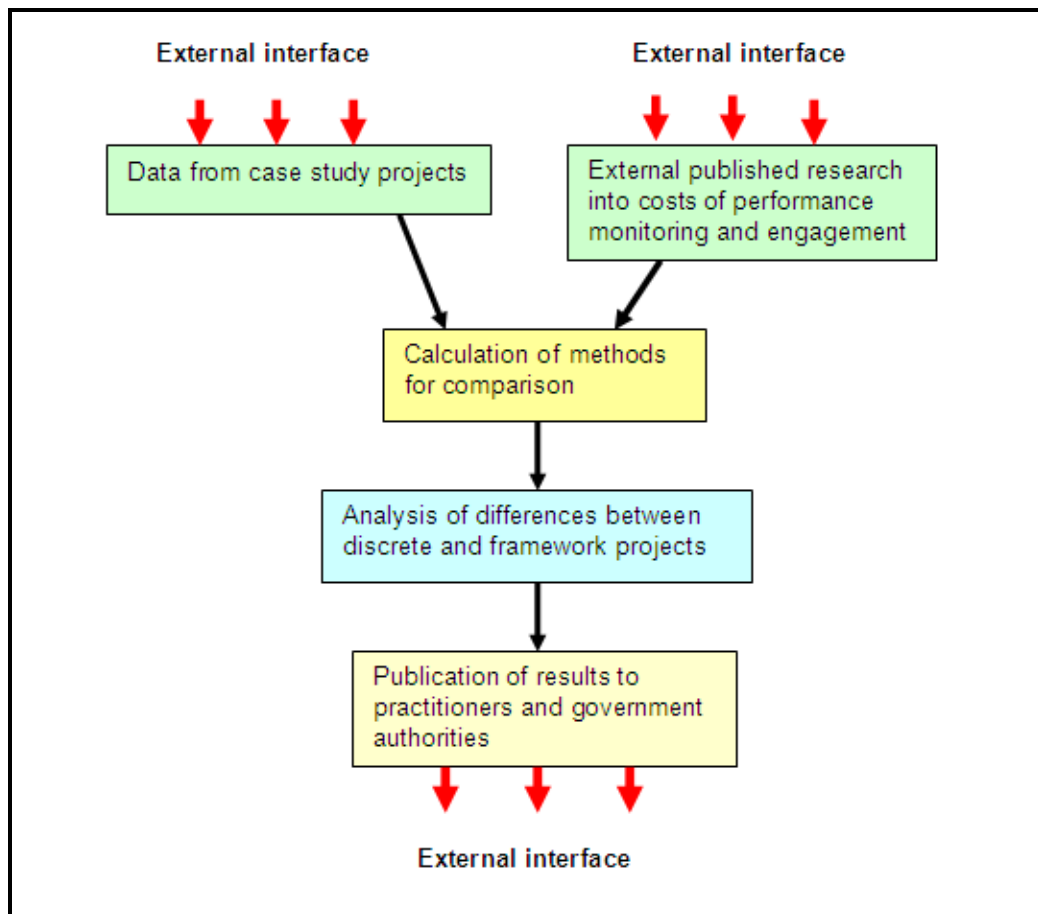 External interface
External interface
Data from case study projects
External published research
into costs of performance
monitoring and engagement
Calculation of methods
for comparison
Analysis of differences between
discrete and framework projects
Publication of results to
practitioners and government
authorities
External interface